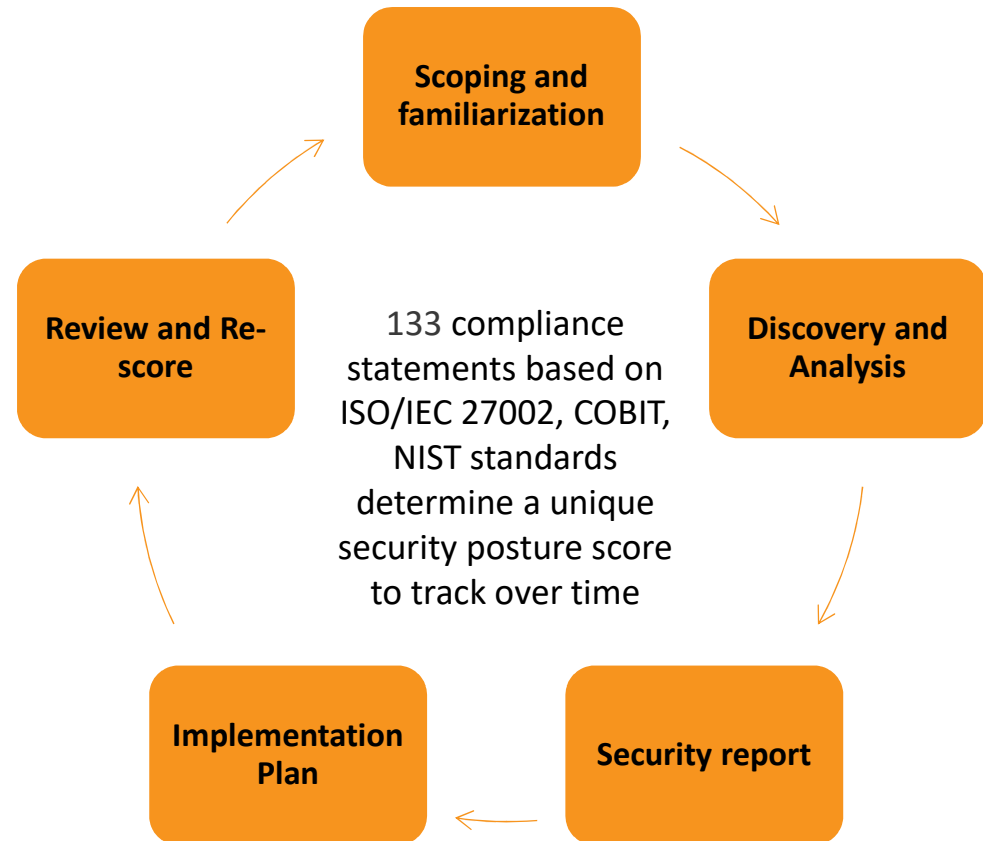 Scoping and
familiarization
Review and Re-
score
133 compliance
statements based on
ISO/IEC 27002, COBIT,
NIST standards
determine a unique
security posture score
to track over time
Discovery and
Analysis
Implementation
Plan
Security report